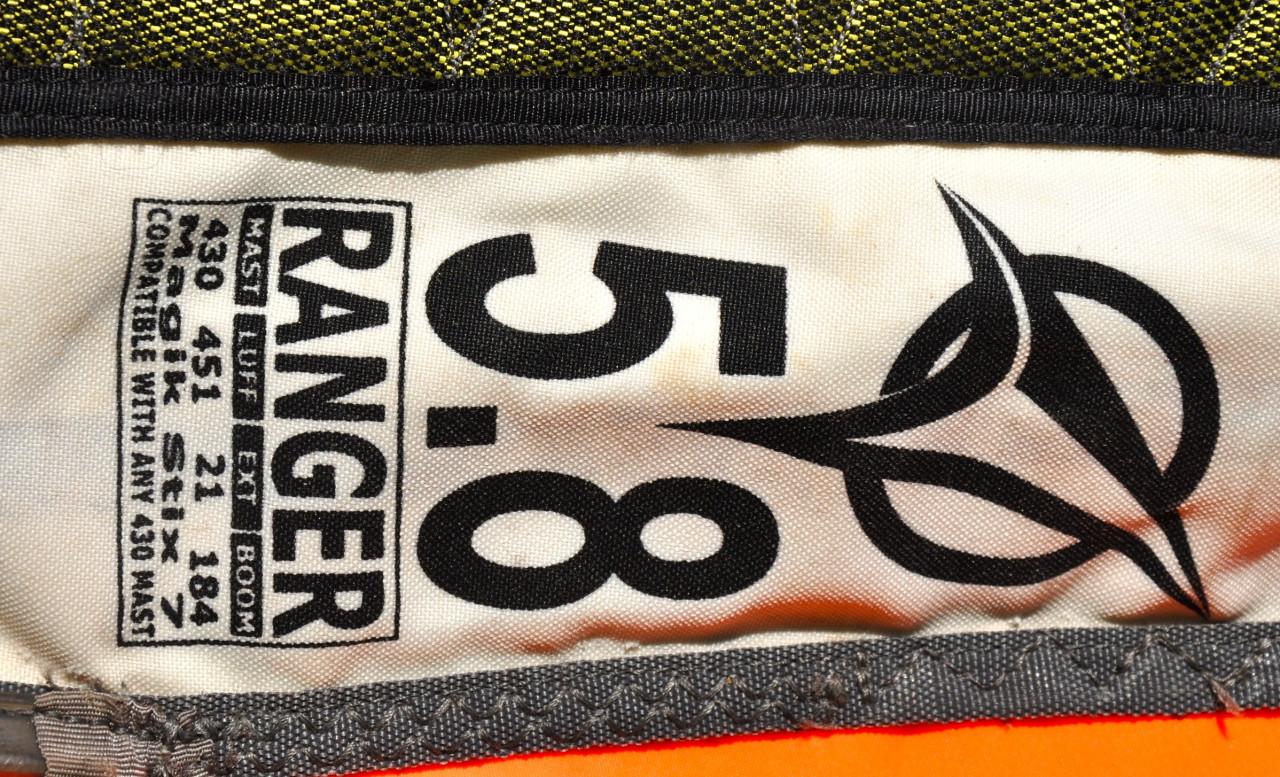 5.8
RANGER
MAST LUFF EXT BOOM
430 451 21 184
Magik Stix 7
COMPATIBLE WITH ANY 430 MAST